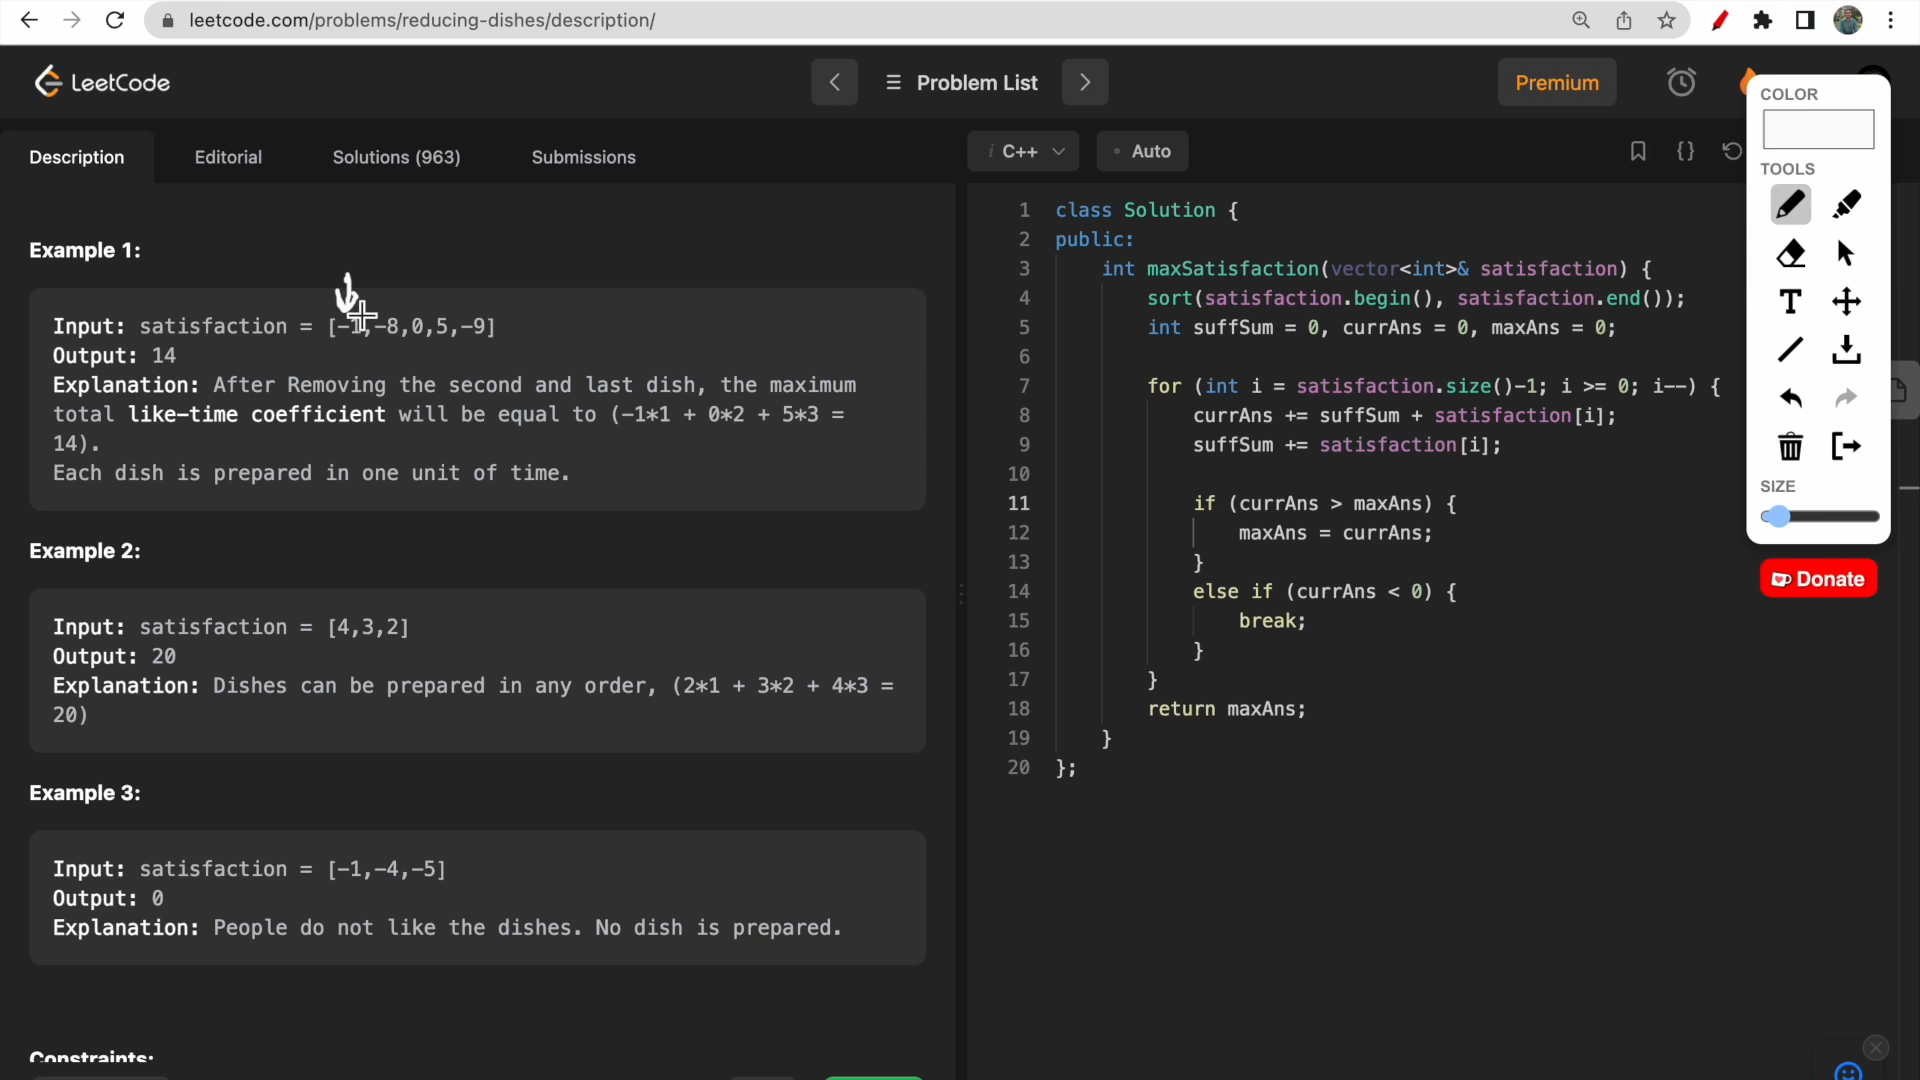 leetcode.com/problems/reducing-dishes/description/
LeetCode
Problem List
Premium
Description
Editorial
Solutions (963)
Submissions
i C++
Auto
Example 1:
Input: satisfaction = [-1,-8,0,5,-9]
Output: 14
Explanation: After Removing the second and last dish, the maximum
total like-time coefficient will be equal to (-1*1 + 0*2 + 5*3 =
14).
Each dish is prepared in one unit of time.
Example 2:
Input: satisfaction = [4,3,2]
Output: 20
Explanation: Dishes can be prepared in any order, (2*1 + 3*2 + 4*3 =
20)
Example 3:
Input: satisfaction = [-1,-4,-5]
Output: 0
Explanation: People do not like the dishes. No dish is prepared.
Constraints:
1 class Solution {
2 public:
3 int maxSatisfaction(vector<int>& satisfaction) {
4 sort(satisfaction.begin(), satisfaction.end());
5 int suffSum = 0, currAns = 0, maxAns = 0;
6
7 for (int i = satisfaction.size()-1; i >= 0; i--) {
8 currAns += suffSum + satisfaction[i];
9 suffSum += satisfaction[i];
10
11 if (currAns > maxAns) {
12 maxAns = currAns;
13 }
14 else if (currAns < 0) {
15 break;
16 }
17 }
18 return maxAns;
19 }
20 };
COLOR
TOOLS
T
SIZE
Donate